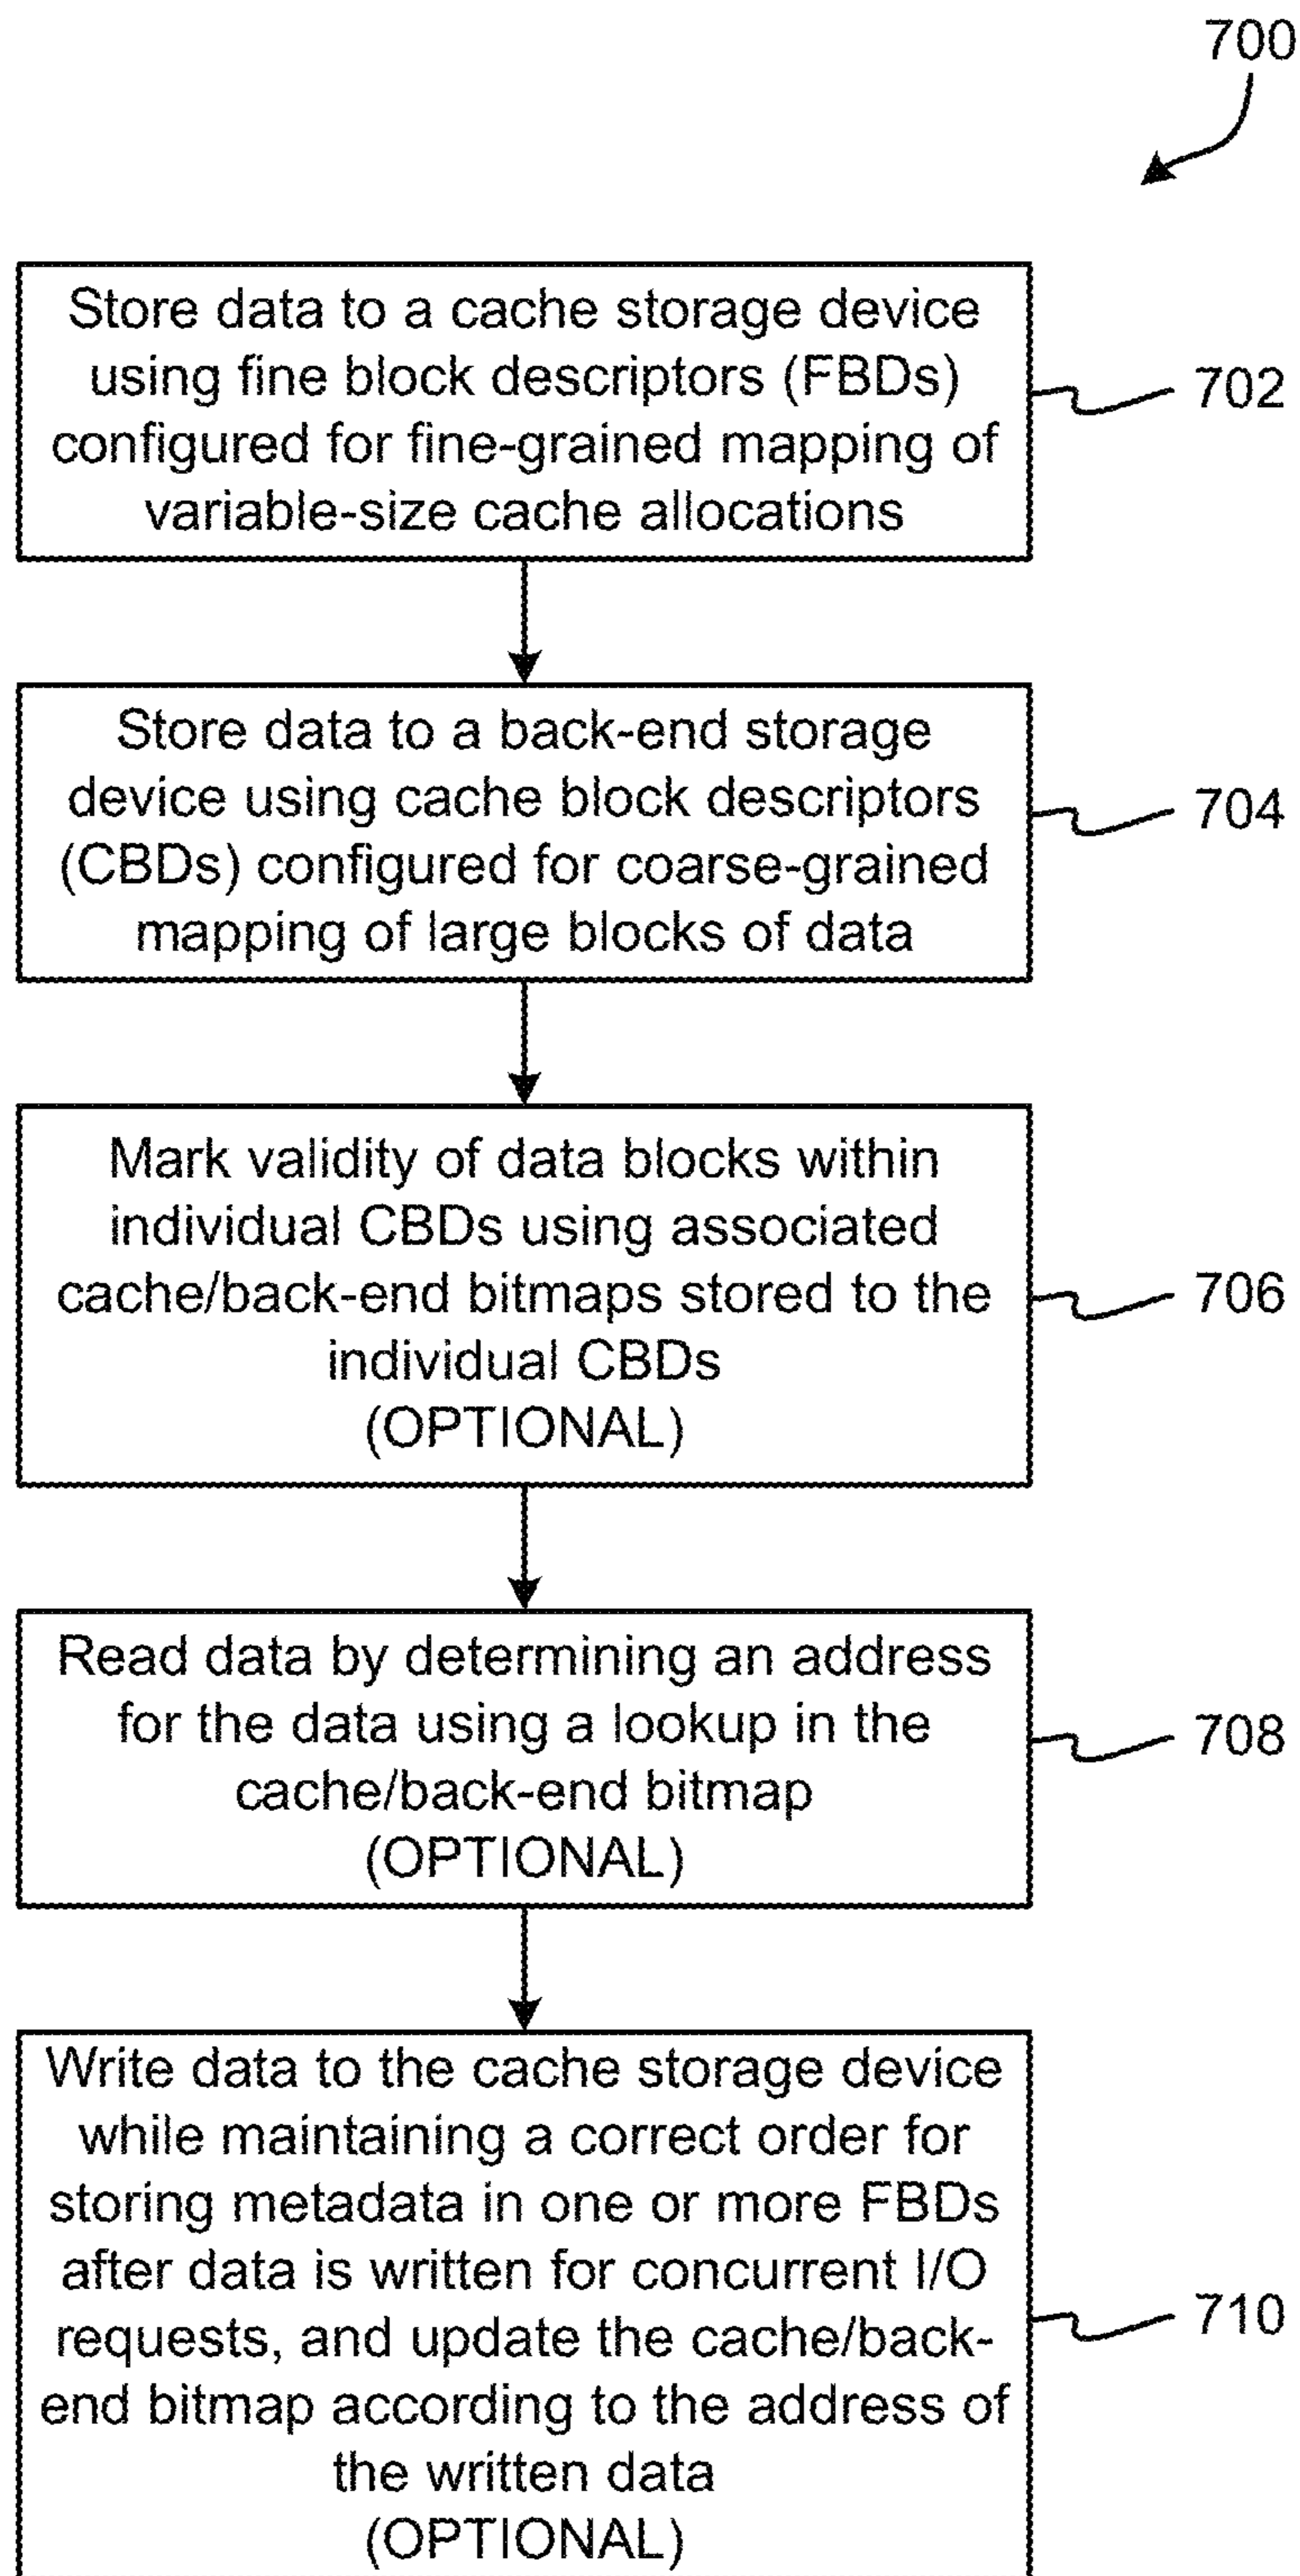 700
Store data to a cache storage device
using fine block descriptors (FBDs)
configured for fine-grained mapping of
variable-size cache allocations
702
Store data to a back-end storage
device using cache block descriptors
(CBDs) configured for coarse-grained
mapping of large blocks of data
704
Mark validity of data blocks within
individual CBDs using associated
cache/back-end bitmaps stored to the
individual CBDs
(OPTIONAL)
706
Read data by determining an address
for the data using a lookup in the
cache/back-end bitmap
(OPTIONAL)
708
Write data to the cache storage device
while maintaining a correct order for
storing metadata in one or more FBDs
after data is written for concurrent I/O
requests, and update the cache/back-
end bitmap according to the address of
the written data
(OPTIONAL)
710